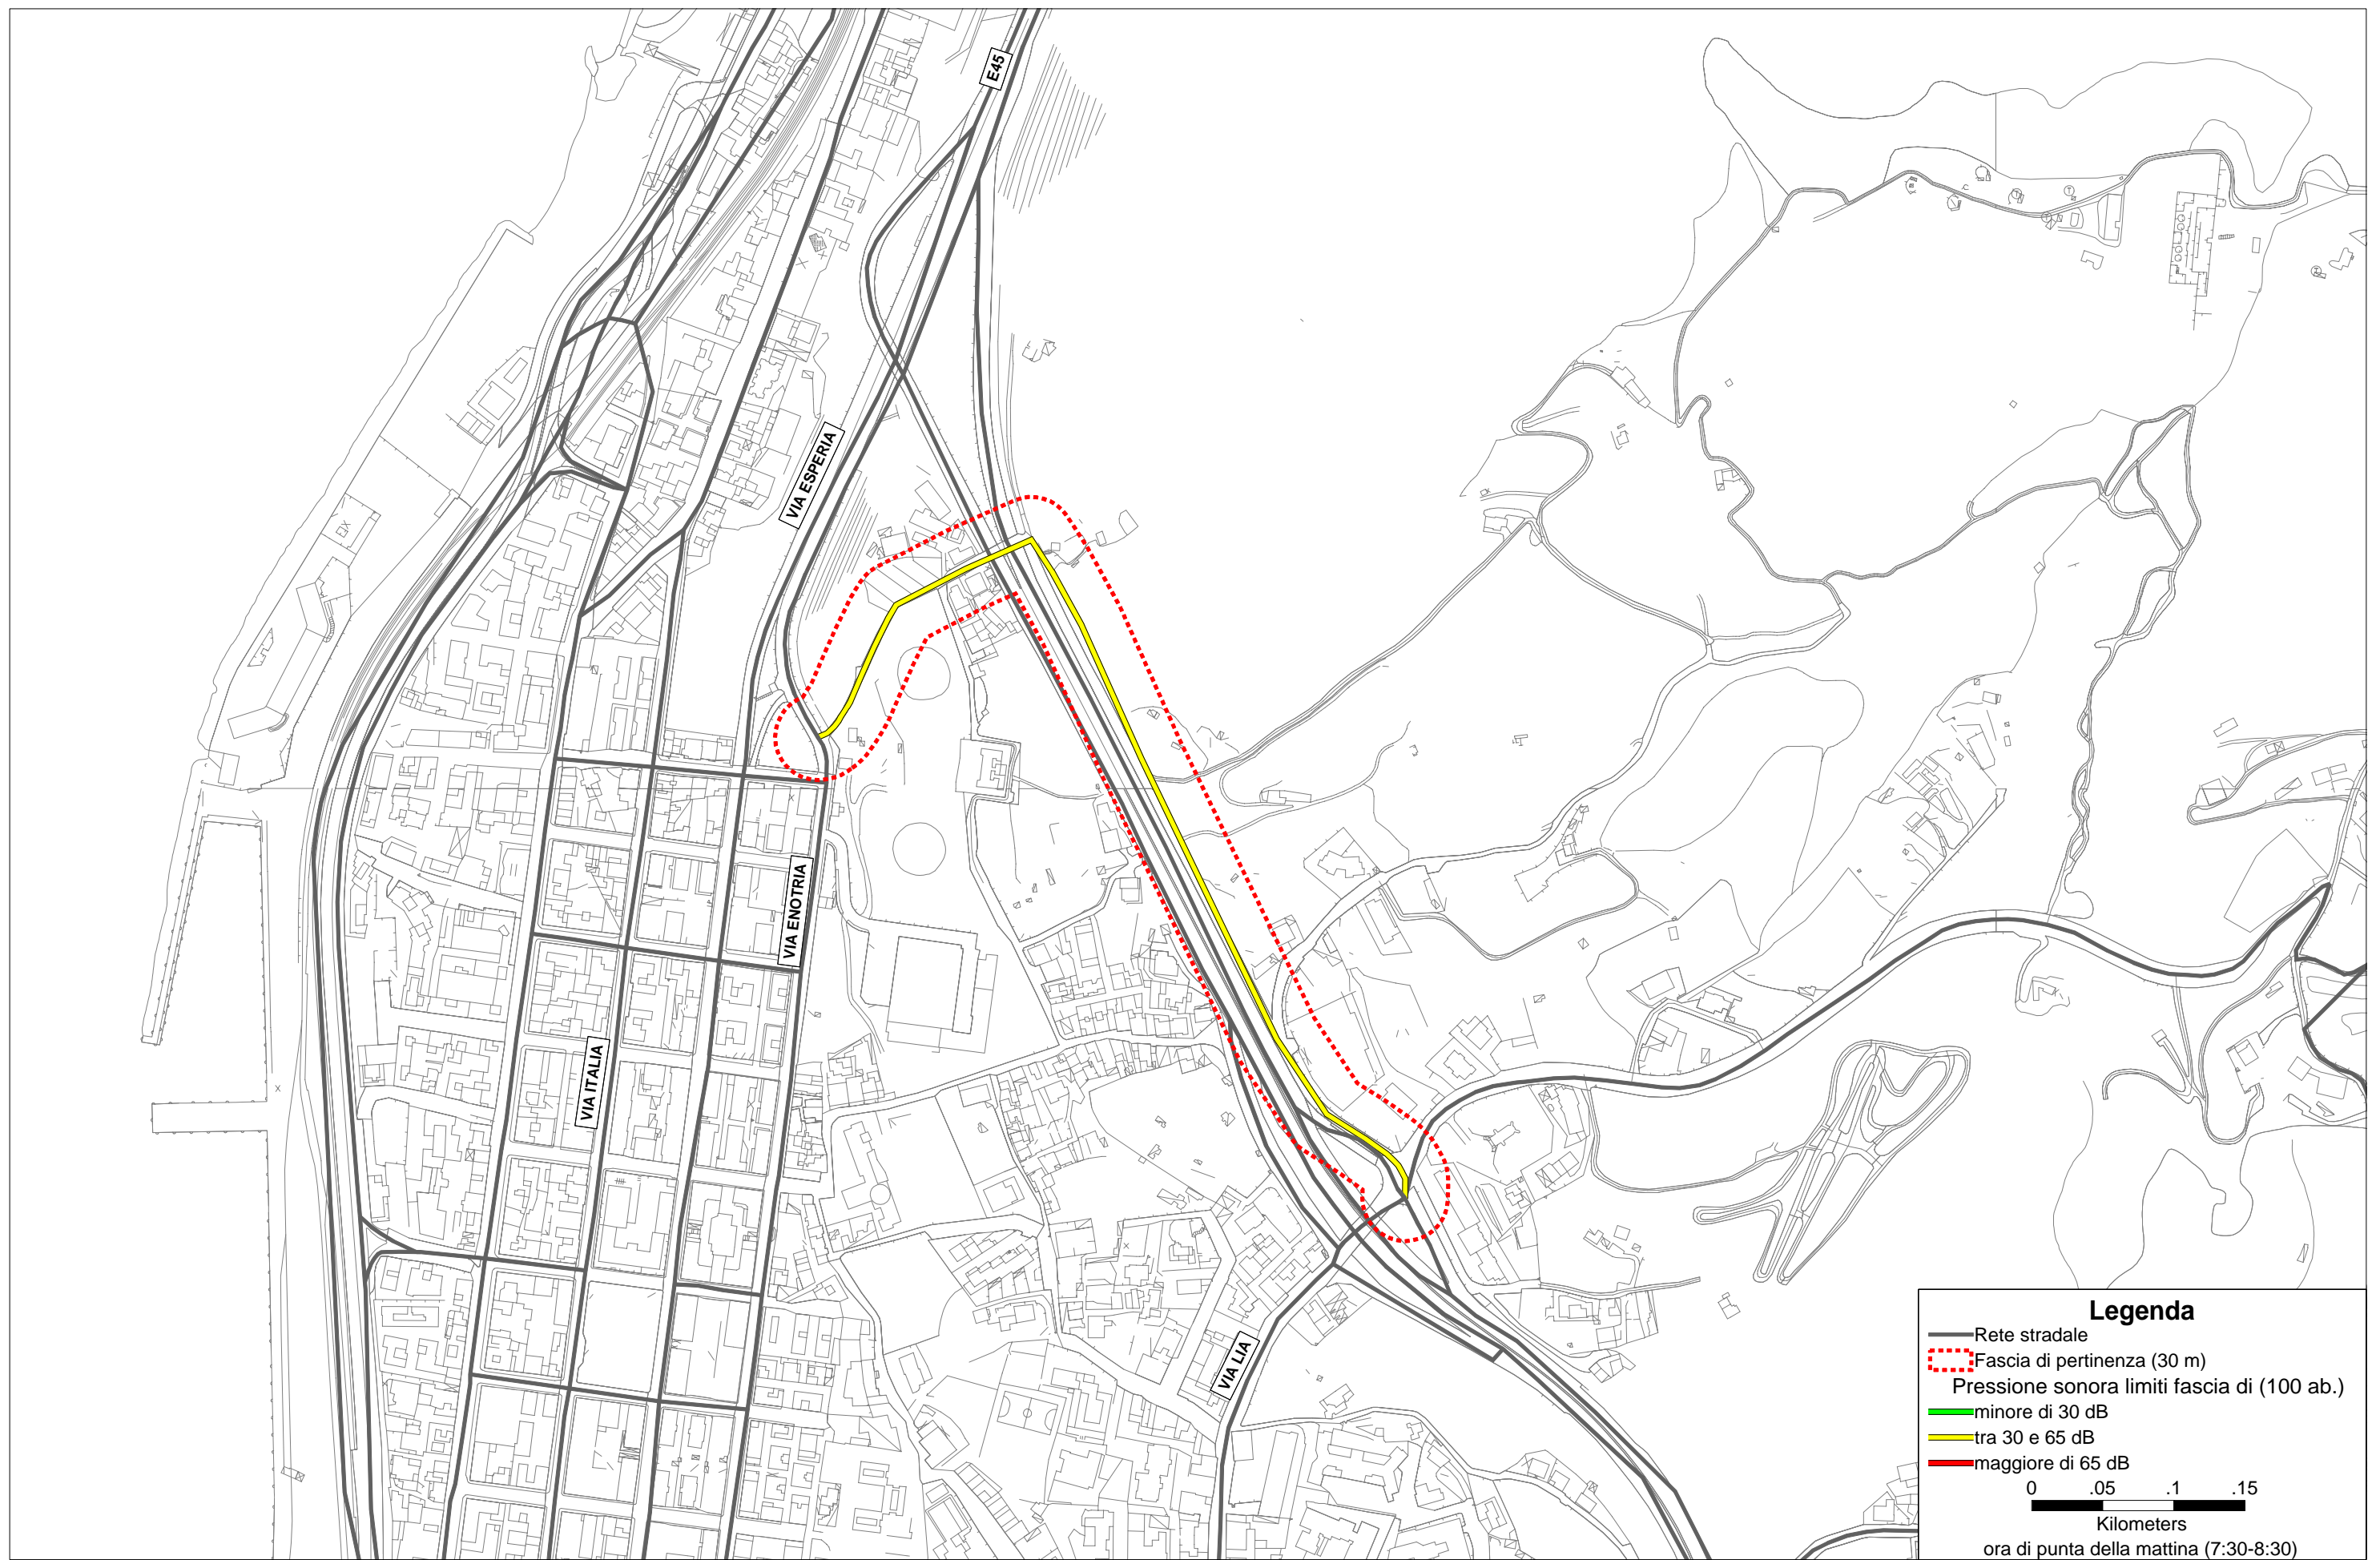 E45
VIA ESPERIA
VIA ENOTRIA
VIA ITALIA
VIA LIA
Legenda
Rete stradale
Fascia di pertinenza (30 m)
Pressione sonora limiti fascia di (100 ab.)
minore di 30 dB
tra 30 e 65 dB
maggiore di 65 dB
0 .05 .1 .15
Kilometers
ora di punta della mattina (7:30-8:30)